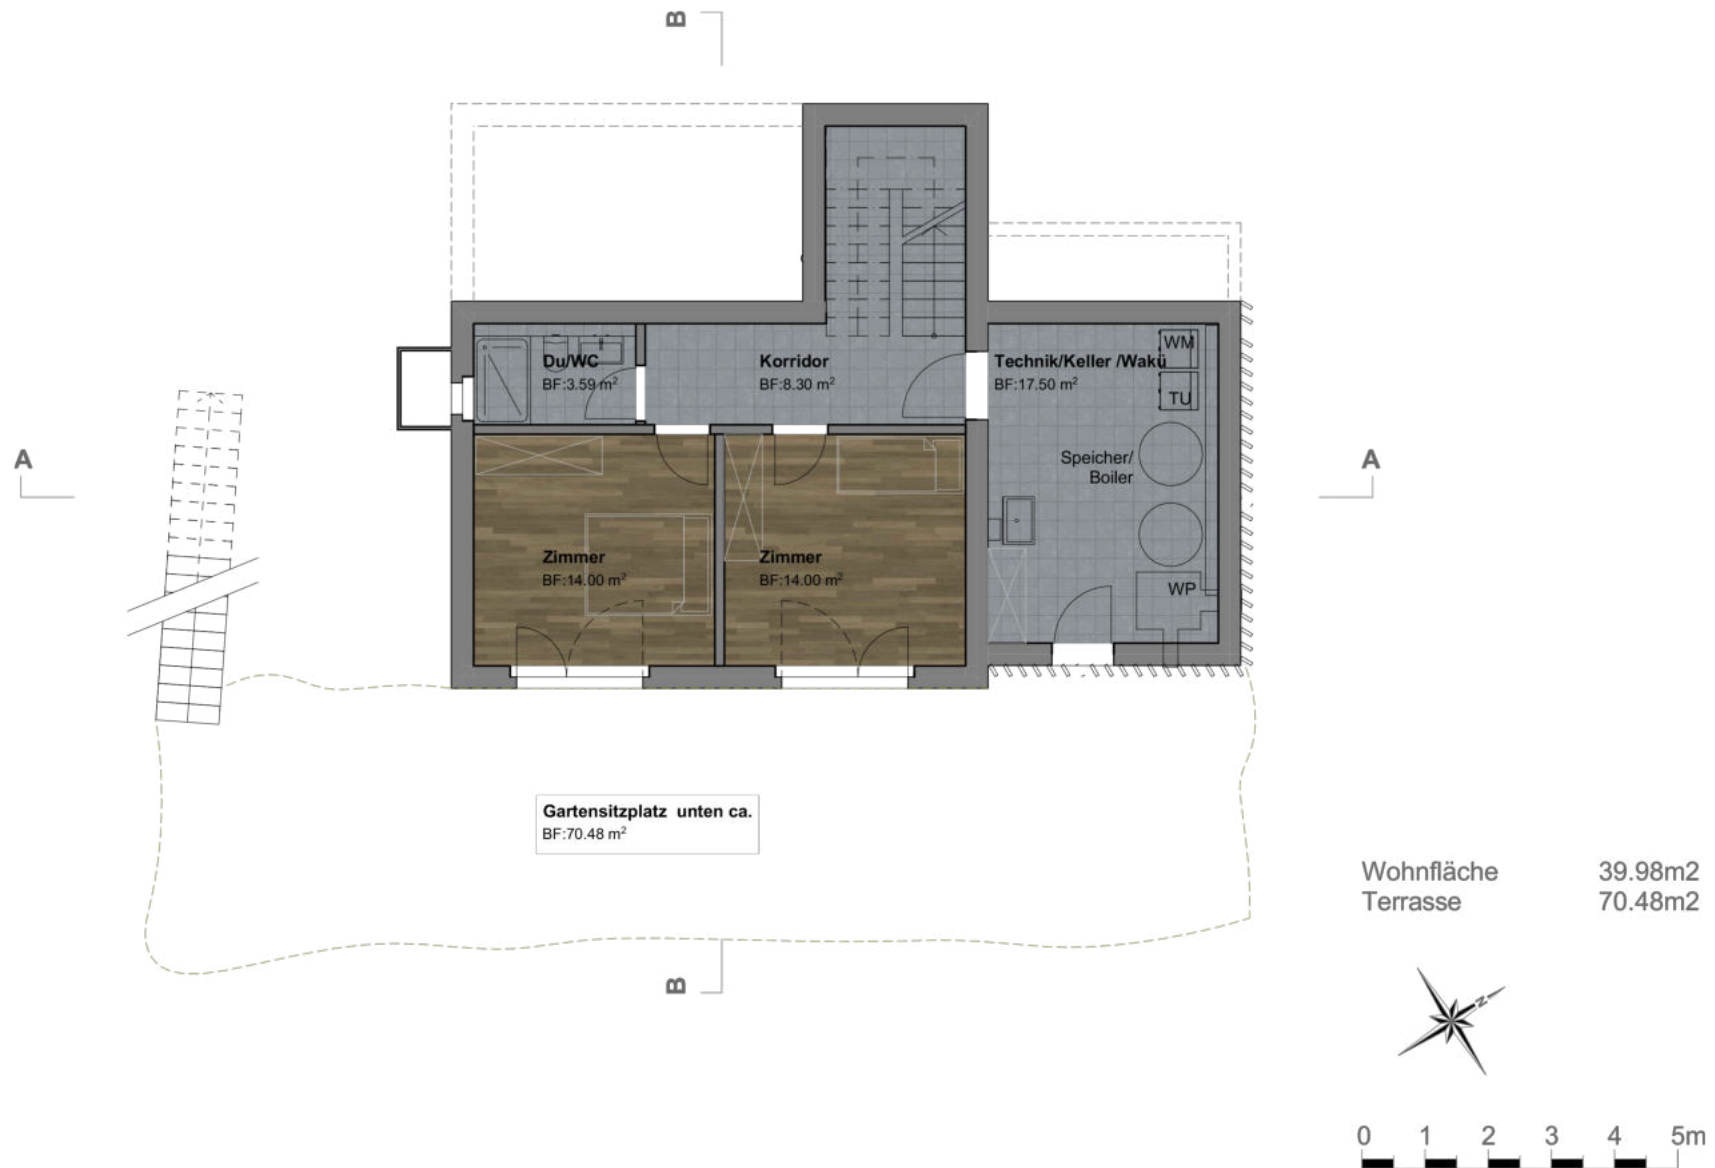 B
Du/WC
BF:3.59 m²
Korridor
BF:8.30 m²
Technik/Keller /Wakü
BF:17.50 m²
WM
TU
A
A
Speicher/
Boiler
Zimmer
BF:14.00 m²
Zimmer
BF:14.00 m²
WP
Gartensitzplatz unten ca.
BF:70.48 m²
Wohnfläche 39.98m2
Terrasse 70.48m2
B
N
0 1 2 3 4 5m